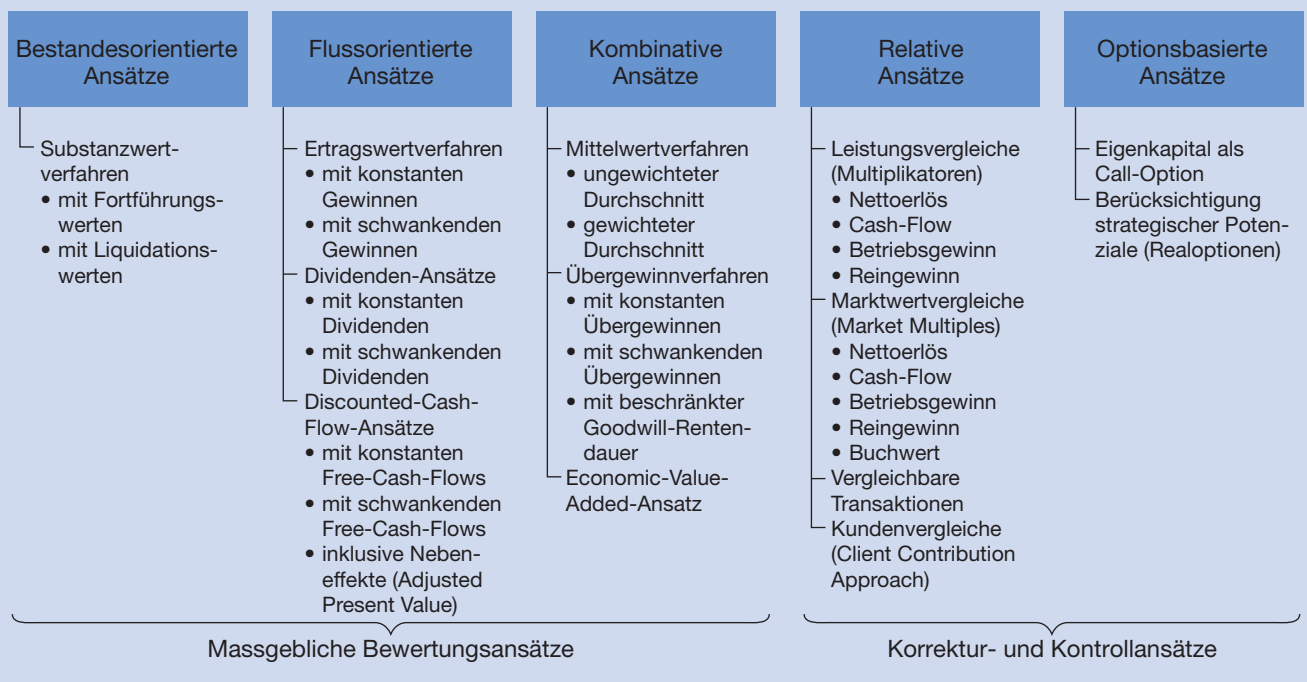 Bestandesorientierte
Ansätze
Substanzwert-
verfahren
• mit Fortführungs-
werten
• mit Liquidations-
werten
Flussorientierte
Ansätze
Ertragswertverfahren
• mit konstanten
Gewinnen
• mit schwankenden
Gewinnen
Dividenden-Ansätze
• mit konstanten
Dividenden
• mit schwankenden
Dividenden
Discounted-Cash-
Flow-Ansätze
• mit konstanten
Free-Cash-Flows
• mit schwankenden
Free-Cash-Flows
• inklusive Neben-
effekte (Adjusted
Present Value)
Kombinative
Ansätze
Mittelwertverfahren
• ungewichteter
Durchschnitt
• gewichteter
Durchschnitt
Übergewinnverfahren
• mit konstanten
Übergewinnen
• mit schwankenden
Übergewinnen
• mit beschränkter
Goodwill-Renten-
dauer
Economic-Value-
Added-Ansatz
Relative
Ansätze
Leistungsvergleiche
(Multiplikatoren)
• Nettoerlös
• Cash-Flow
• Betriebsgewinn
• Reingewinn
Marktwertvergleiche
(Market Multiples)
• Nettoerlös
• Cash-Flow
• Betriebsgewinn
• Reingewinn
• Buchwert
Vergleichbare
Transaktionen
Kundenvergleiche
(Client Contribution
Approach)
Optionsbasierte
Ansätze
Eigenkapital als
Call-Option
Berücksichtigung
strategischer Poten-
ziale (Realoptionen)
Massgebliche Bewertungsansätze
Korrektur- und Kontrollansätze